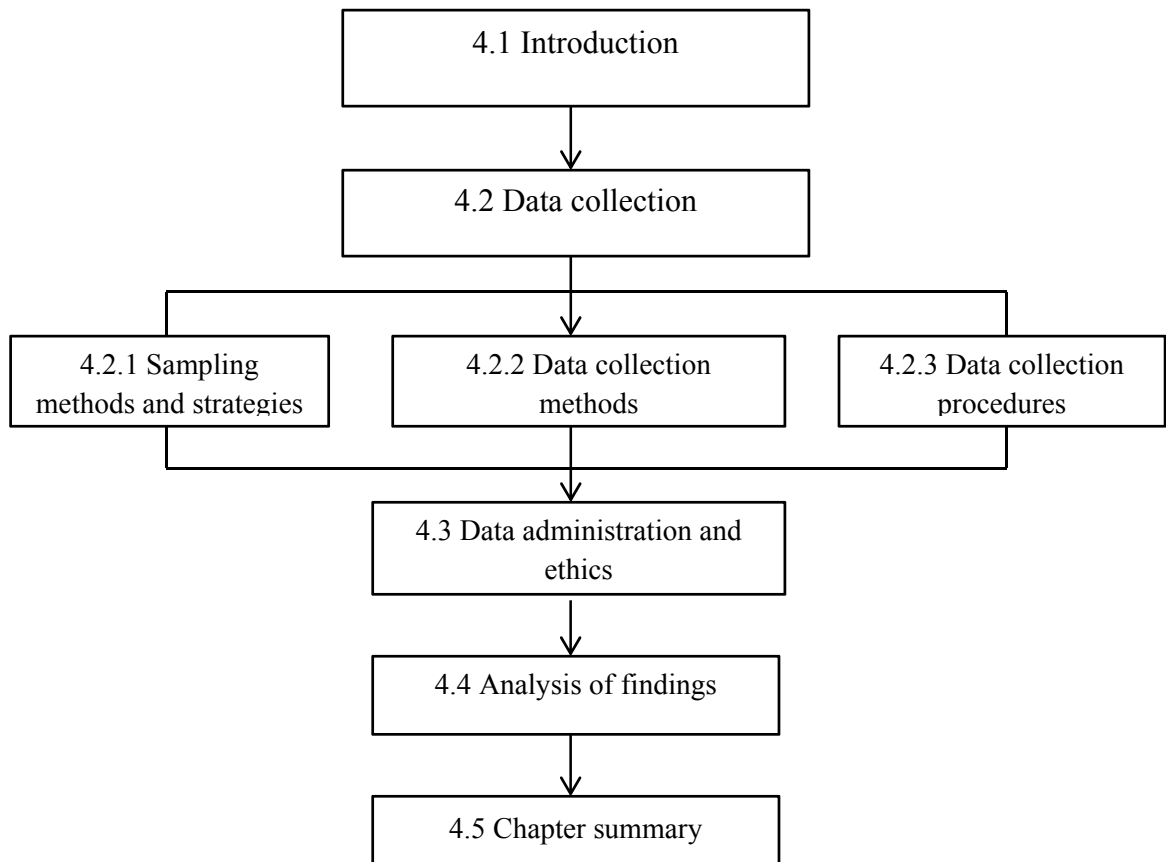 4.1 Introduction
4.2 Data collection
4.2.1 Sampling
methods and strategies
4.2.2 Data collection
methods
4.2.3 Data collection
procedures
4.3 Data administration and
ethics
4.4 Analysis of findings
4.5 Chapter summary